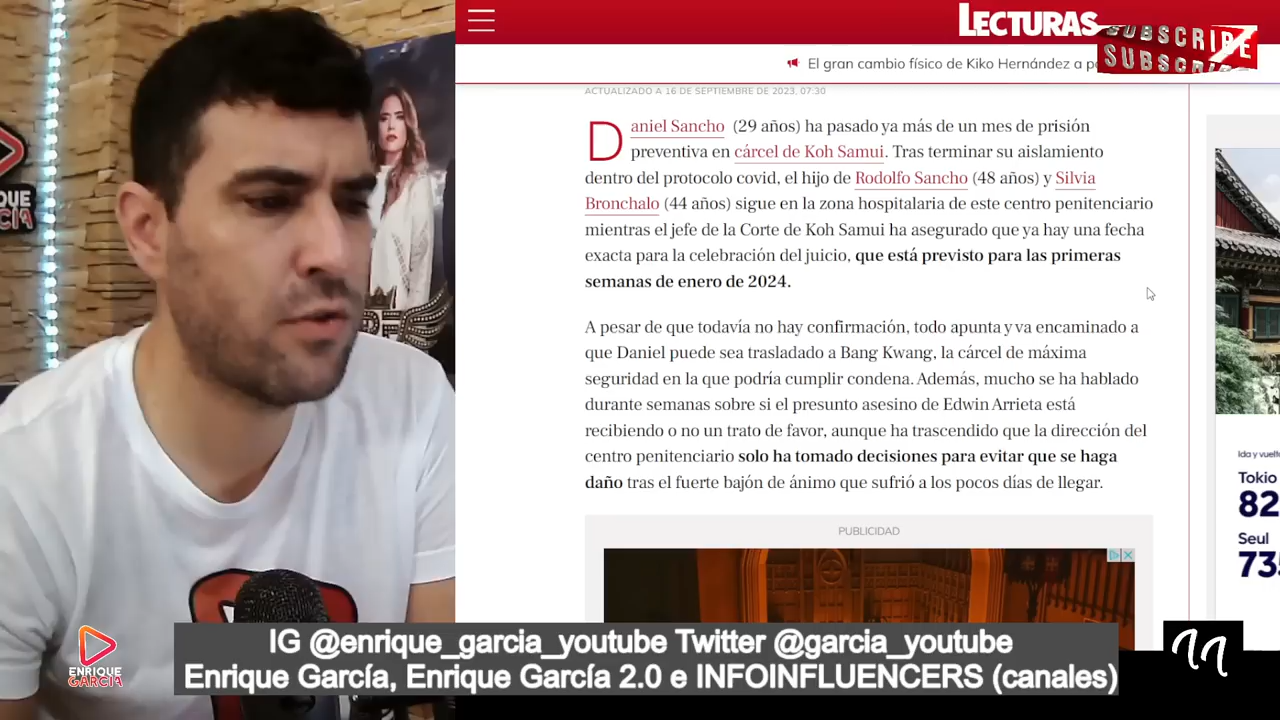 LECTURAS
SUBSCRIBE
SUBSCRIBE
El gran cambio físico de Kiko Hernández a
ACTUALIZADO A 16 DE SEPTIEMBRE DE 2023, 07:30
Daniel Sancho (29 años) ha pasado ya más de un mes de prisión
preventiva en cárcel de Koh Samui. Tras terminar su aislamiento
dentro del protocolo covid, el hijo de Rodolfo Sancho (48 años) y Silvia
Bronchalo (44 años) sigue en la zona hospitalaria de este centro penitenciario
mientras el jefe de la Corte de Koh Samui ha asegurado que ya hay una fecha
exacta para la celebración del juicio, que está previsto para las primeras
semanas de enero de 2024.
A pesar de que todavía no hay confirmación, todo apunta y va encaminado a
que Daniel puede sea trasladado a Bang Kwang, la cárcel de máxima
seguridad en la que podría cumplir condena. Además, mucho se ha hablado
durante semanas sobre si el presunto asesino de Edwin Arrieta está
recibiendo o no un trato de favor, aunque ha trascendido que la dirección del
centro penitenciario solo ha tomado decisiones para evitar que se haga
daño tras el fuerte bajón de ánimo que sufrió a los pocos días de llegar.
PUBLICIDAD
Ida y vuelt
Tokio
82
Seul
73
IG @enrique_garcia_youtube Twitter @garcia_youtube
Enrique García, Enrique García 2.0 e INFOINFLUENCERS (canales)
ENRIQUE
GARCIA